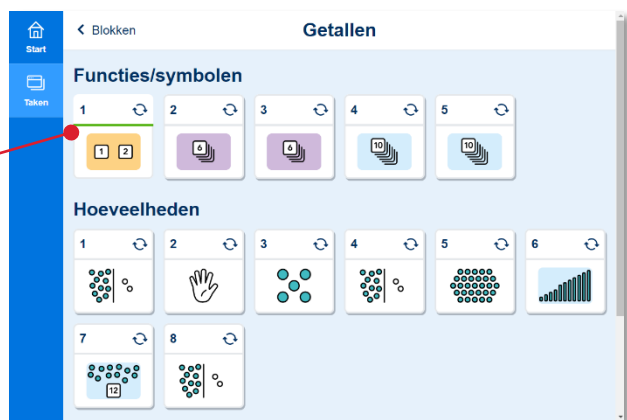 Start
Taken
Blokken
Getallen
Functies/symbolen
1 2 3 4 5
1 2 6 6 10 10
Hoeveelheden
1 2 3 4 5 6
7 8
12